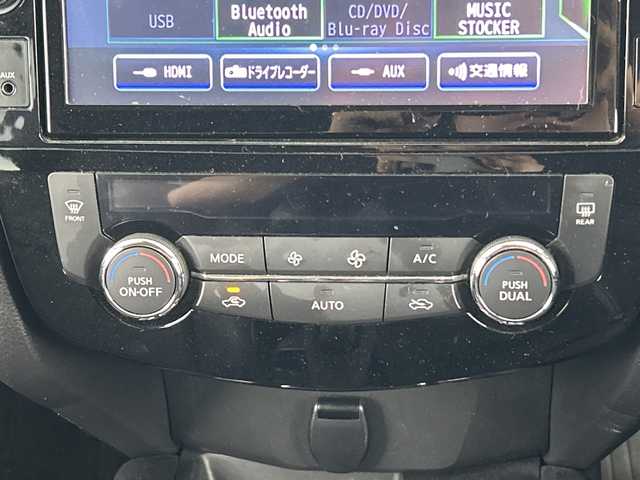 USB
Bluetooth
Audio
CD/DVD/
Blu-ray Disc
MUSIC
STOCKER
AUX
HDMI
ドライブレコーダー
AUX
交通情報
FRONT
REAR
MODE
A/C
PUSH
ON-OFF
AUTO
PUSH
DUAL